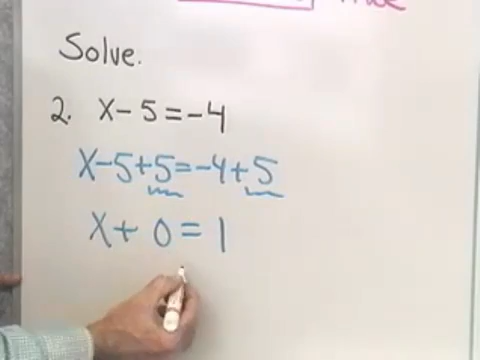 Solve.
2. x - 5 = -4
x - 5 + 5 = -4 + 5
x + 0 = 1